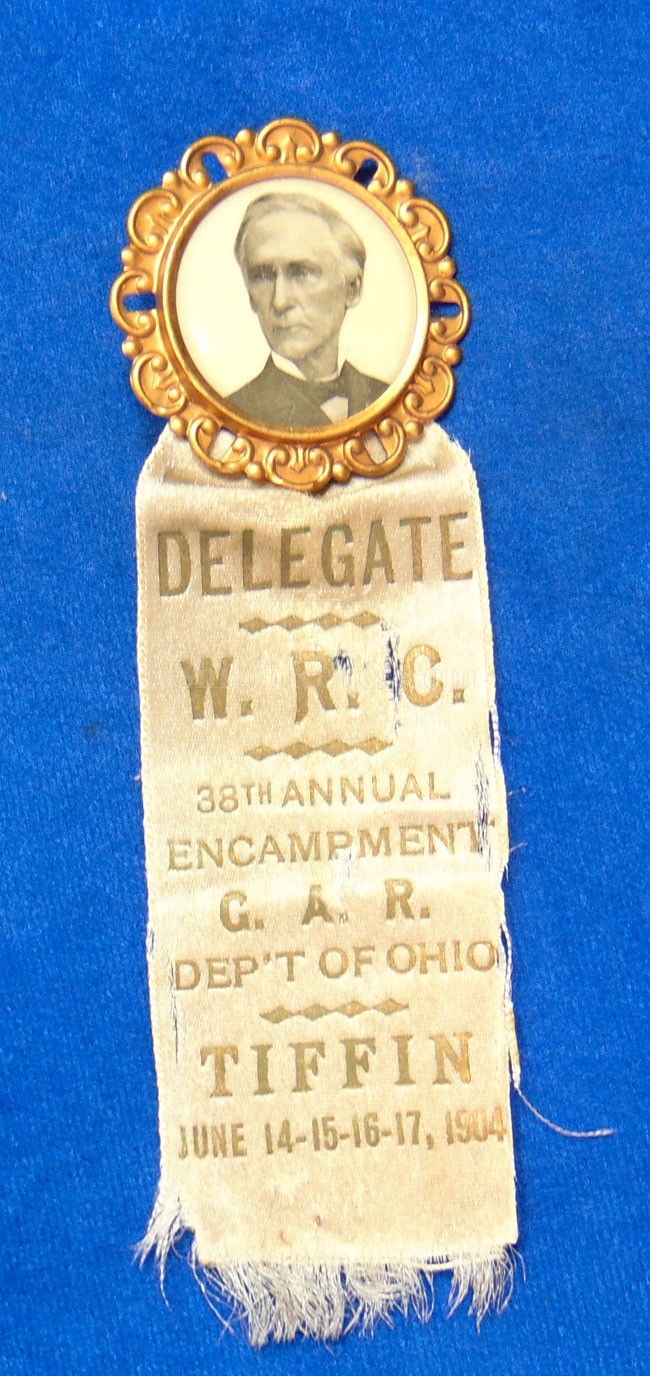 DELEGATE
W. R. C.
38TH ANNUAL
ENCAMPMENT
G. A. R.
DEP'T OF OHIO
TIFFIN
JUNE 14-15-16-17, 1904